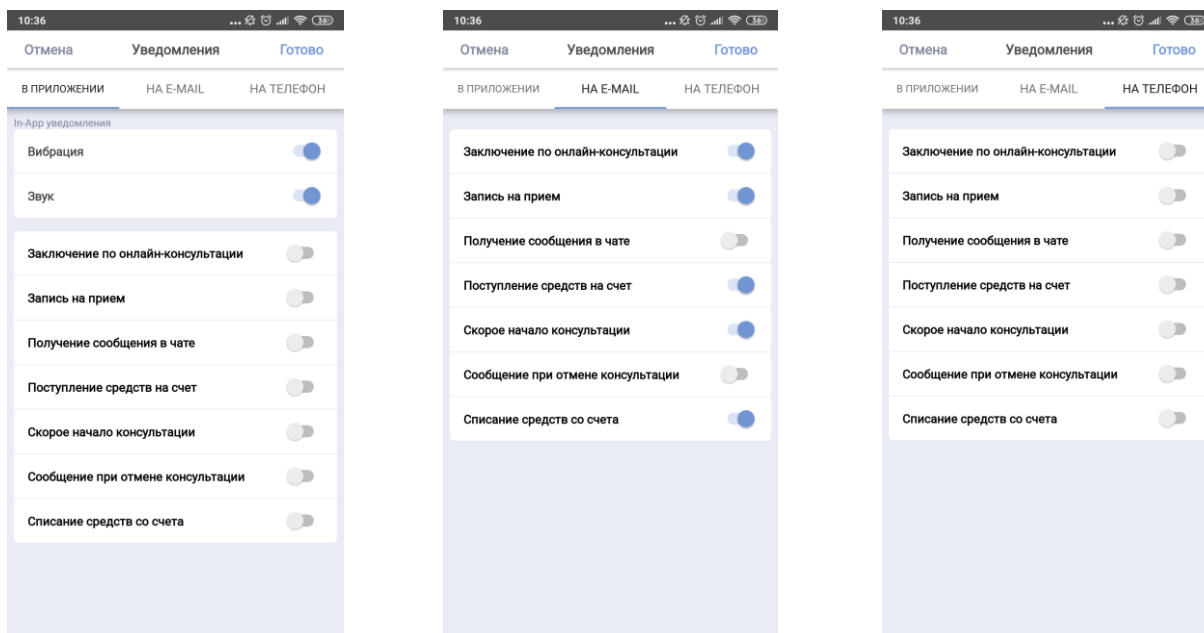 10:36
36
Отмена
Уведомления
Готово
В ПРИЛОЖЕНИИ
НА E-MAIL
НА ТЕЛЕФОН
In-App уведомления
Вибрация
Звук
Заключение по онлайн-консультации
Запись на прием
Получение сообщения в чате
Поступление средств на счет
Скорое начало консультации
Сообщение при отмене консультации
Списание средств со счета
10:36
36
Отмена
Уведомления
Готово
В ПРИЛОЖЕНИИ
НА E-MAIL
НА ТЕЛЕФОН
Заключение по онлайн-консультации
Запись на прием
Получение сообщения в чате
Поступление средств на счет
Скорое начало консультации
Сообщение при отмене консультации
Списание средств со счета
10:36
36
Отмена
Уведомления
Готово
В ПРИЛОЖЕНИИ
НА E-MAIL
НА ТЕЛЕФОН
Заключение по онлайн-консультации
Запись на прием
Получение сообщения в чате
Поступление средств на счет
Скорое начало консультации
Сообщение при отмене консультации
Списание средств со счета